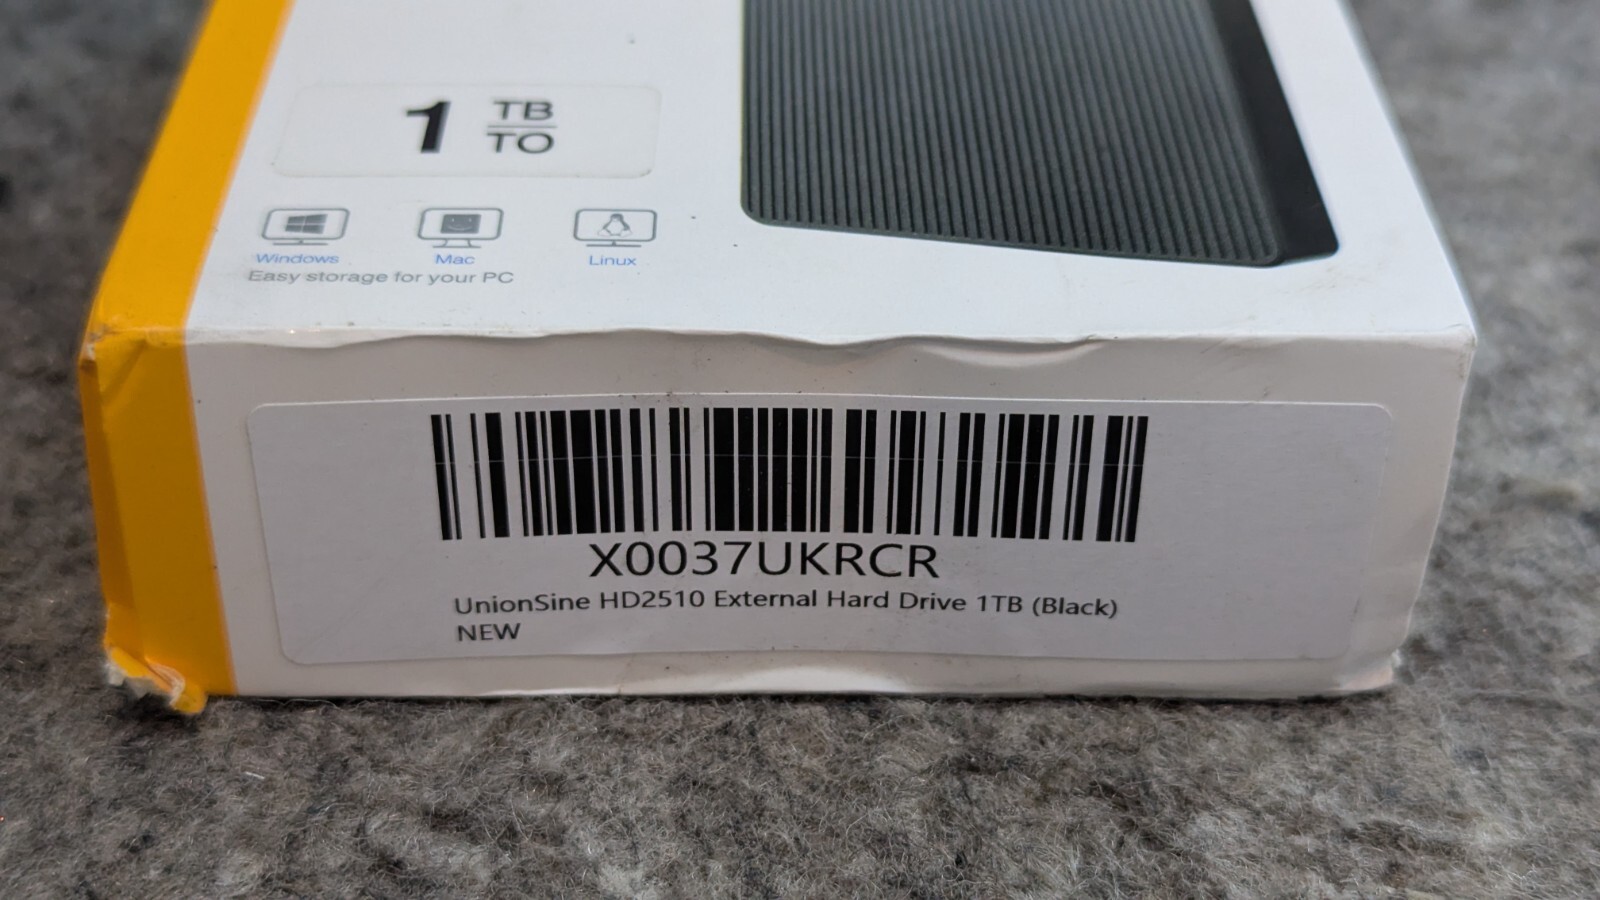 1 TB
TO
Windows Mac Linux
Easy storage for your PC
X0037UKRCR
UnionSine HD2510 External Hard Drive 1TB (Black)
NEW